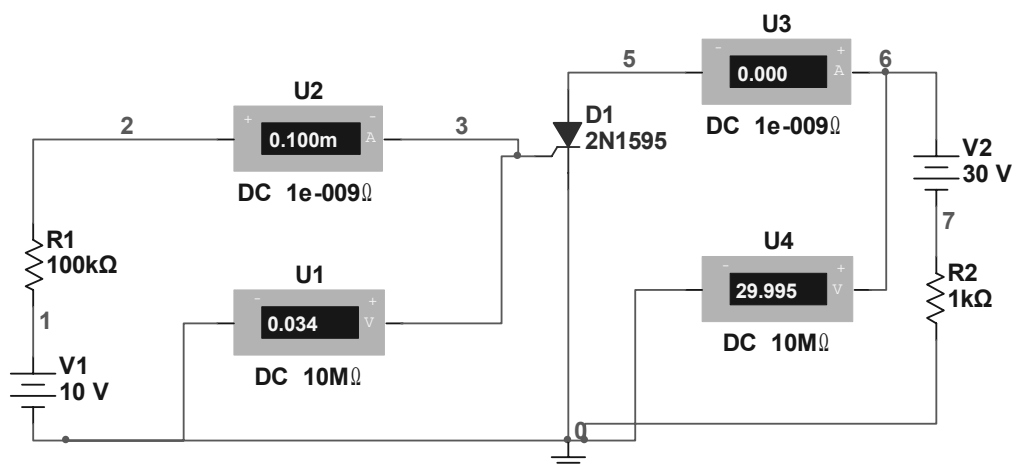 U3
5
6
-
+
0.000
A
DC 1e-009Ω
U2
2
3
+
-
0.100m
A
DC 1e-009Ω
D1
2N1595
V2
30 V
7
R1
100kΩ
1
U1
-
+
0.034
V
DC 10MΩ
U4
-
+
29.995
V
DC 10MΩ
R2
1kΩ
V1
10 V
0